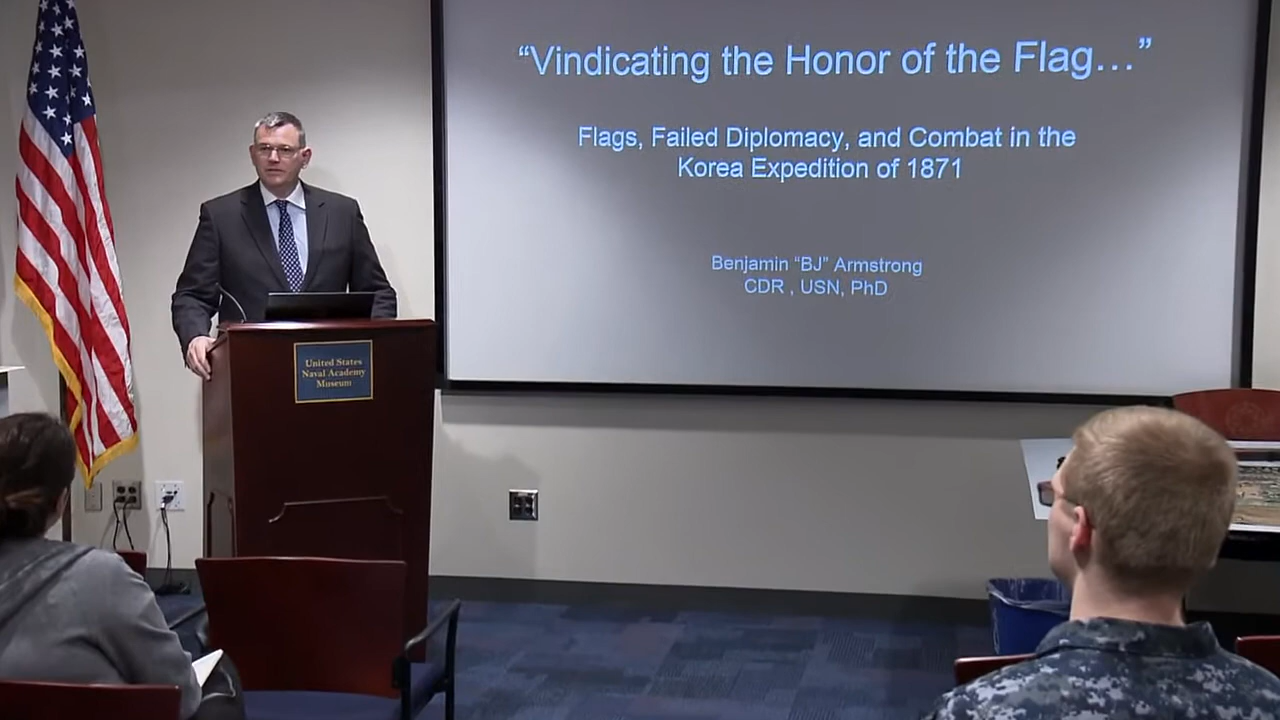 “Vindicating the Honor of the Flag…”
Flags, Failed Diplomacy, and Combat in the
Korea Expedition of 1871
Benjamin “BJ” Armstrong
CDR , USN, PhD
United States
Naval Academy
Museum